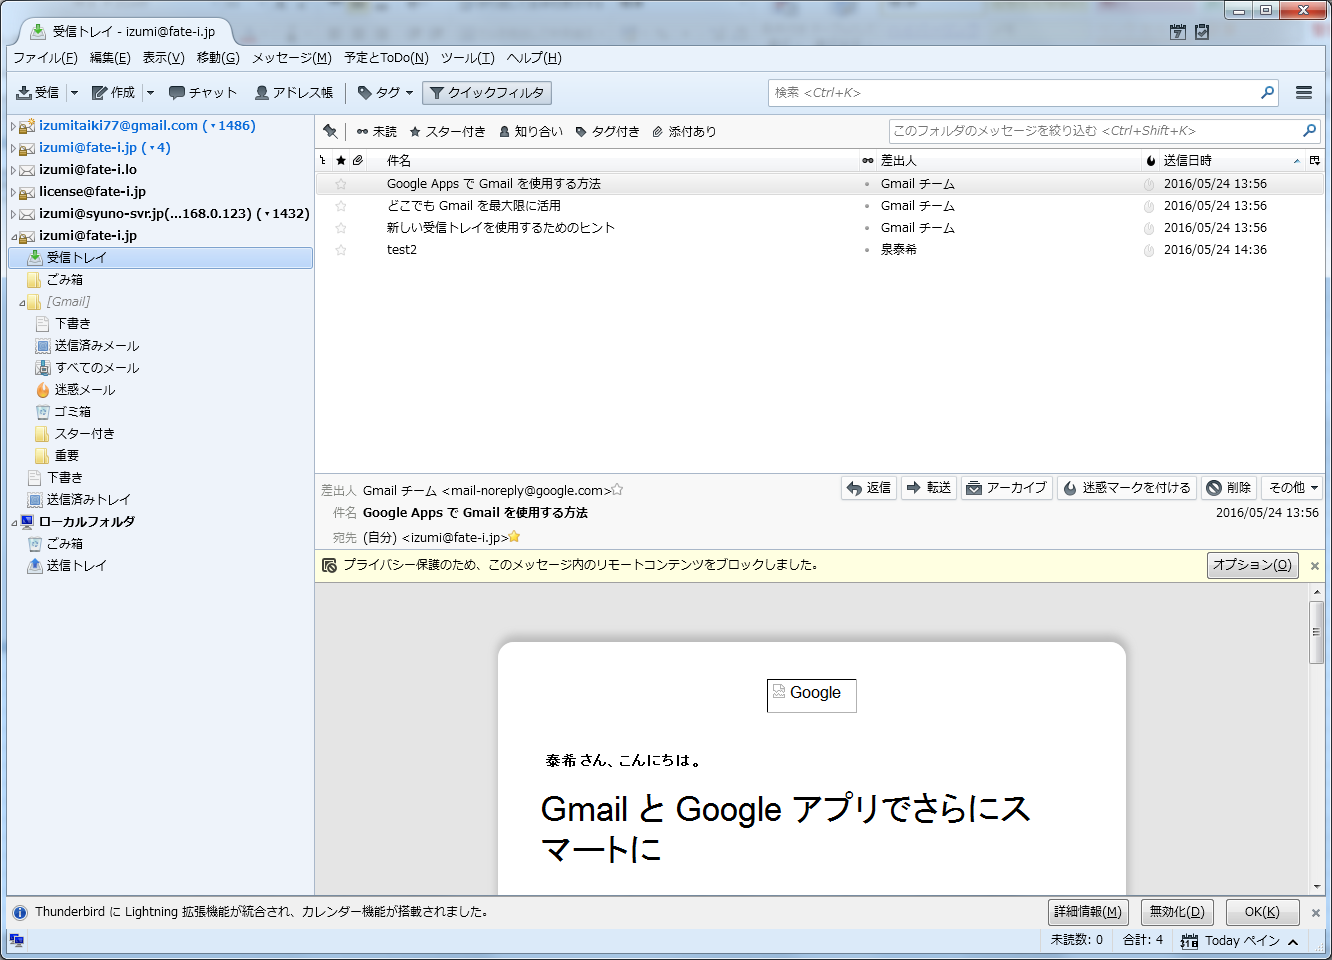 受信トレイ - izumi@fate-i.jp
ファイル(F) 編集(E) 表示(V) 移動(G) メッセージ(M) 予定とToDo(N) ツール(T) ヘルプ(H)
受信 作成 チャット アドレス帳 タグ クイックフィルタ 検索 <Ctrl+K>
izumitaiki77@gmail.com (1486)
izumi@fate-i.jp (4)
izumi@fate-i.lo
license@fate-i.jp
izumi@syuno-svr.jp(...168.0.123) (1432)
izumi@fate-i.jp
受信トレイ
ごみ箱
[Gmail]
下書き
送信済みメール
すべてのメール
迷惑メール
ゴミ箱
スター付き
重要
下書き
送信済みトレイ
ローカルフォルダ
ごみ箱
送信トレイ
未読 スター付き 知り合い タグ付き 添付あり このフォルダのメッセージを絞り込む <Ctrl+Shift+K>
件名 差出人 送信日時
Google Apps で Gmail を使用する方法 Gmail チーム 2016/05/24 13:56
どこでも Gmail を最大限に活用 Gmail チーム 2016/05/24 13:56
新しい受信トレイを使用するためのヒント Gmail チーム 2016/05/24 13:56
test2 泉泰希 2016/05/24 14:36
差出人 Gmail チーム <mail-noreply@google.com> 返信 転送 アーカイブ 迷惑マークを付ける 削除 その他
件名 Google Apps で Gmail を使用する方法 2016/05/24 13:56
宛先 (自分) <izumi@fate-i.jp>
プライバシー保護のため、このメッセージ内のリモートコンテンツをブロックしました。 オプション(O)
Google
泰希さん、こんにちは。
Gmail と Google アプリでさらにス
マートに
Thunderbird に Lightning 拡張機能が統合され、カレンダー機能が搭載されました。 詳細情報(M) 無効化(D) OK(K)
未読数: 0 合計: 4 31 Today ペイン